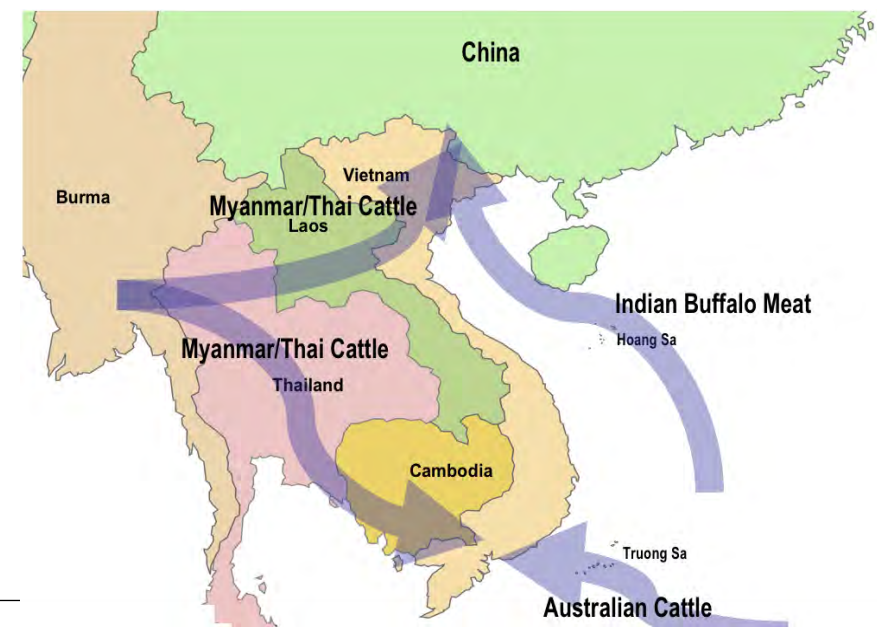 China
Vietnam
Burma
Myanmar/Thai Cattle
Laos
Indian Buffalo Meat
Hoang Sa
Myanmar/Thai Cattle
Thailand
Cambodia
Truong Sa
Australian Cattle